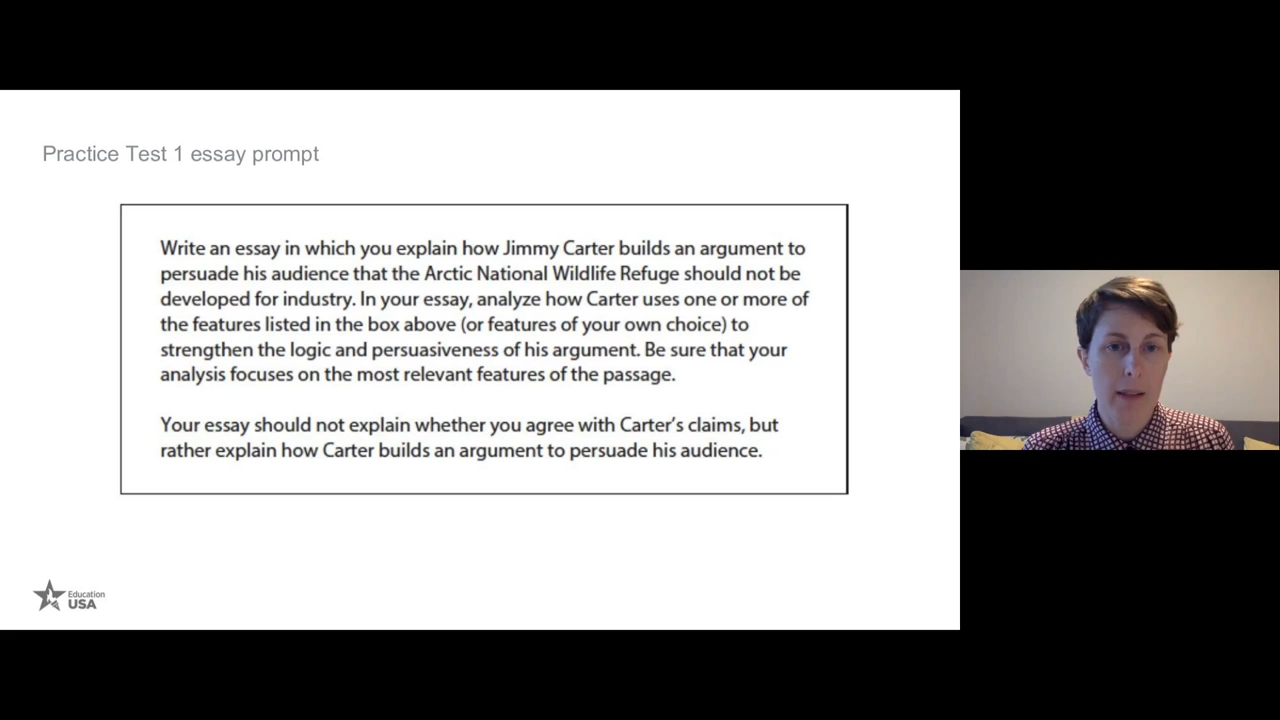 Practice Test 1 essay prompt
Write an essay in which you explain how Jimmy Carter builds an argument to
persuade his audience that the Arctic National Wildlife Refuge should not be
developed for industry. In your essay, analyze how Carter uses one or more of
the features listed in the box above (or features of your own choice) to
strengthen the logic and persuasiveness of his argument. Be sure that your
analysis focuses on the most relevant features of the passage.
Your essay should not explain whether you agree with Carter’s claims, but
rather explain how Carter builds an argument to persuade his audience.
Education
USA